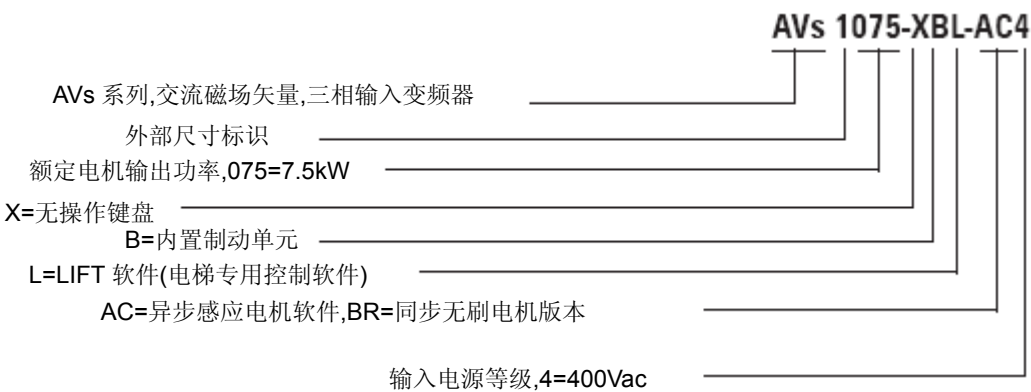 AVs 1075-XBL-AC4
AVs 系列,交流磁场矢量,三相输入变频器
外部尺寸标识
额定电机输出功率,075=7.5kW
X=无操作键盘
B=内置制动单元
L=LIFT 软件(电梯专用控制软件)
AC=异步感应电机软件,BR=同步无刷电机版本
输入电源等级,4=400Vac